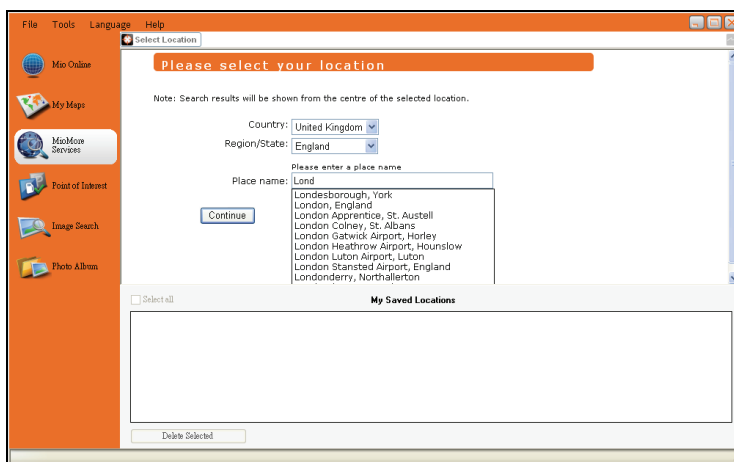 File Tools Language Help
Select Location
Mio Online
My Maps
MioMore
Services
Point of Interest
Image Search
Photo Album
Please select your location
Note: Search results will be shown from the centre of the selected location.
Country: United Kingdom
Region/State: England
Please enter a place name
Place name: Lond
Londesborough, York
London, England
London Apprentice, St. Austell
London Colney, St. Albans
London Gatwick Airport, Horley
London Heathrow Airport, Hounslow
London Luton Airport, Luton
London Stansted Airport, England
Londonderry, Northallerton
Continue
Select all
My Saved Locations
Delete Selected